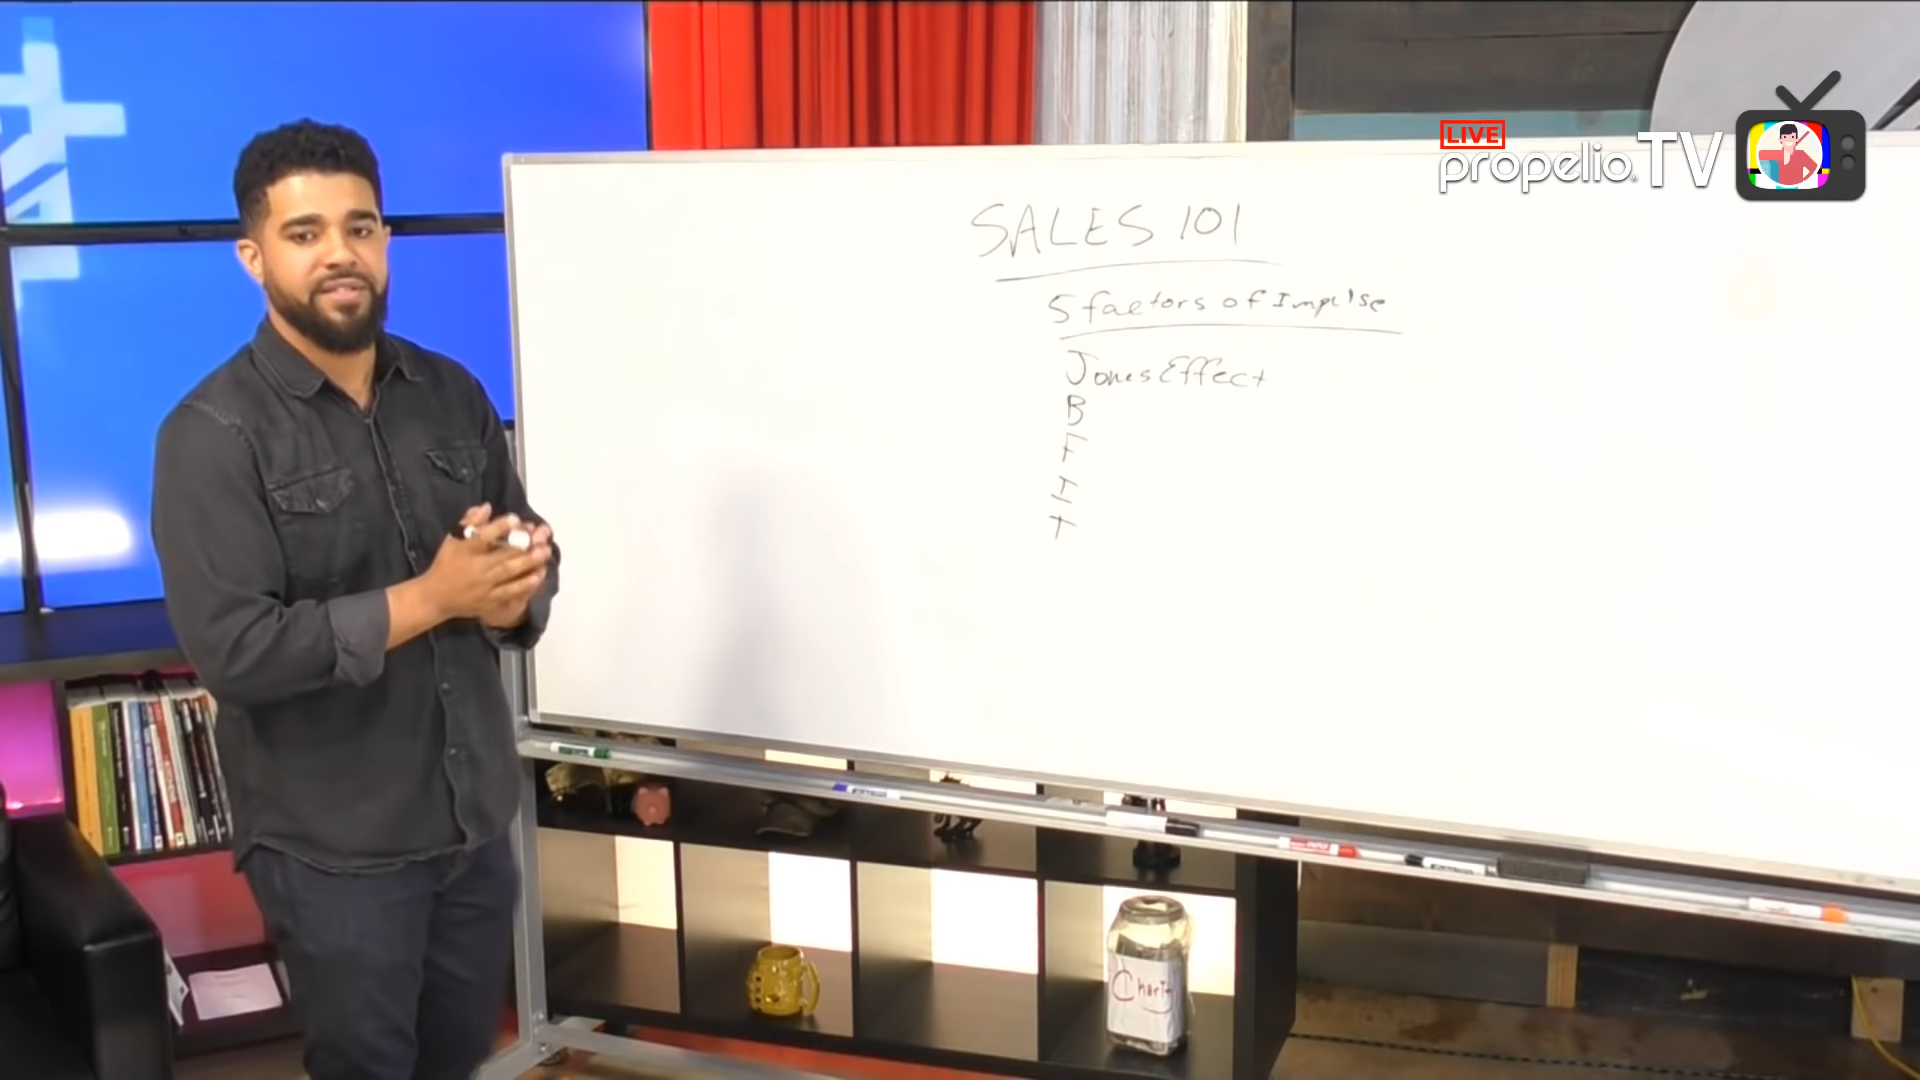 LIVE
propelio TV
SALES 101
5 factors of Impulse
Jones Effect
B
F
I
T
Charity